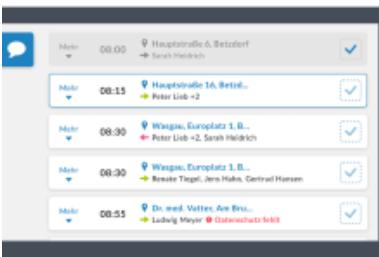 Mehr 08:00 Hauptstraße 6, Betzdorf
Sarah Heidrich
Mehr 08:15 Hauptstraße 16, Betzd...
Peter Lieb +2
Mehr 08:30 Wasgau, Europlatz 1, B...
Peter Lieb +2, Sarah Heidrich
Mehr 08:30 Wasgau, Europlatz 1, B...
Renate Tiegel, Jens Hahn, Gertrud Hansen
Mehr 08:55 Dr. med. Vatter, Am Bru...
Ludwig Meyer Datenschutz fehlt